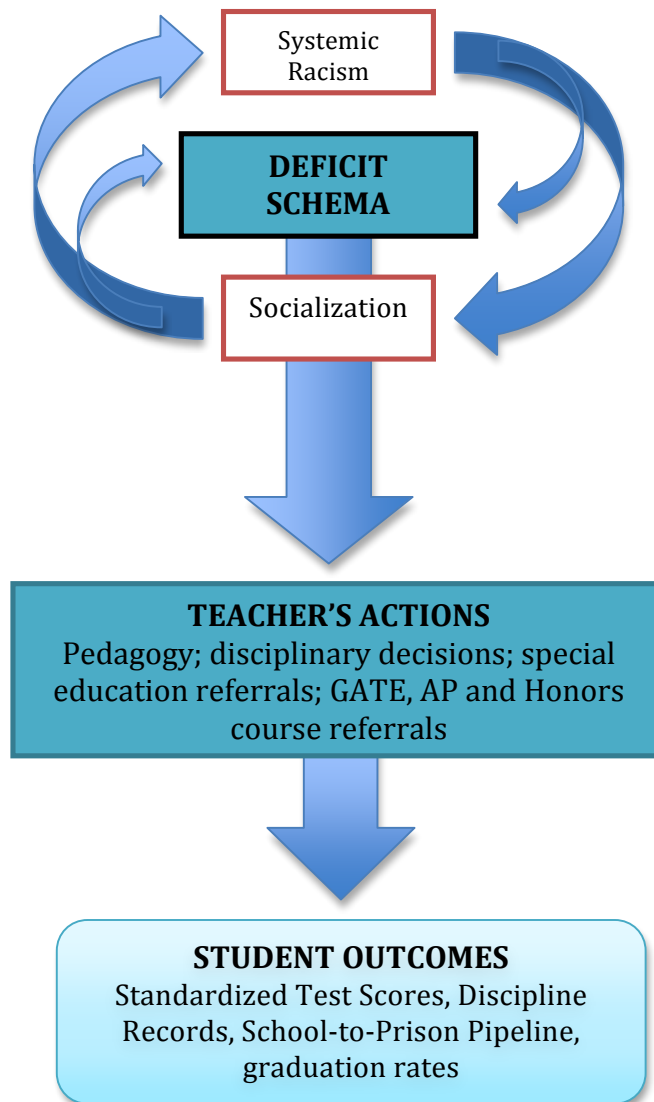 Systemic
Racism
DEFICIT
SCHEMA
Socialization
TEACHER’S ACTIONS
Pedagogy; disciplinary decisions; special
education referrals; GATE, AP and Honors
course referrals
STUDENT OUTCOMES
Standardized Test Scores, Discipline
Records, School-to-Prison Pipeline,
graduation rates